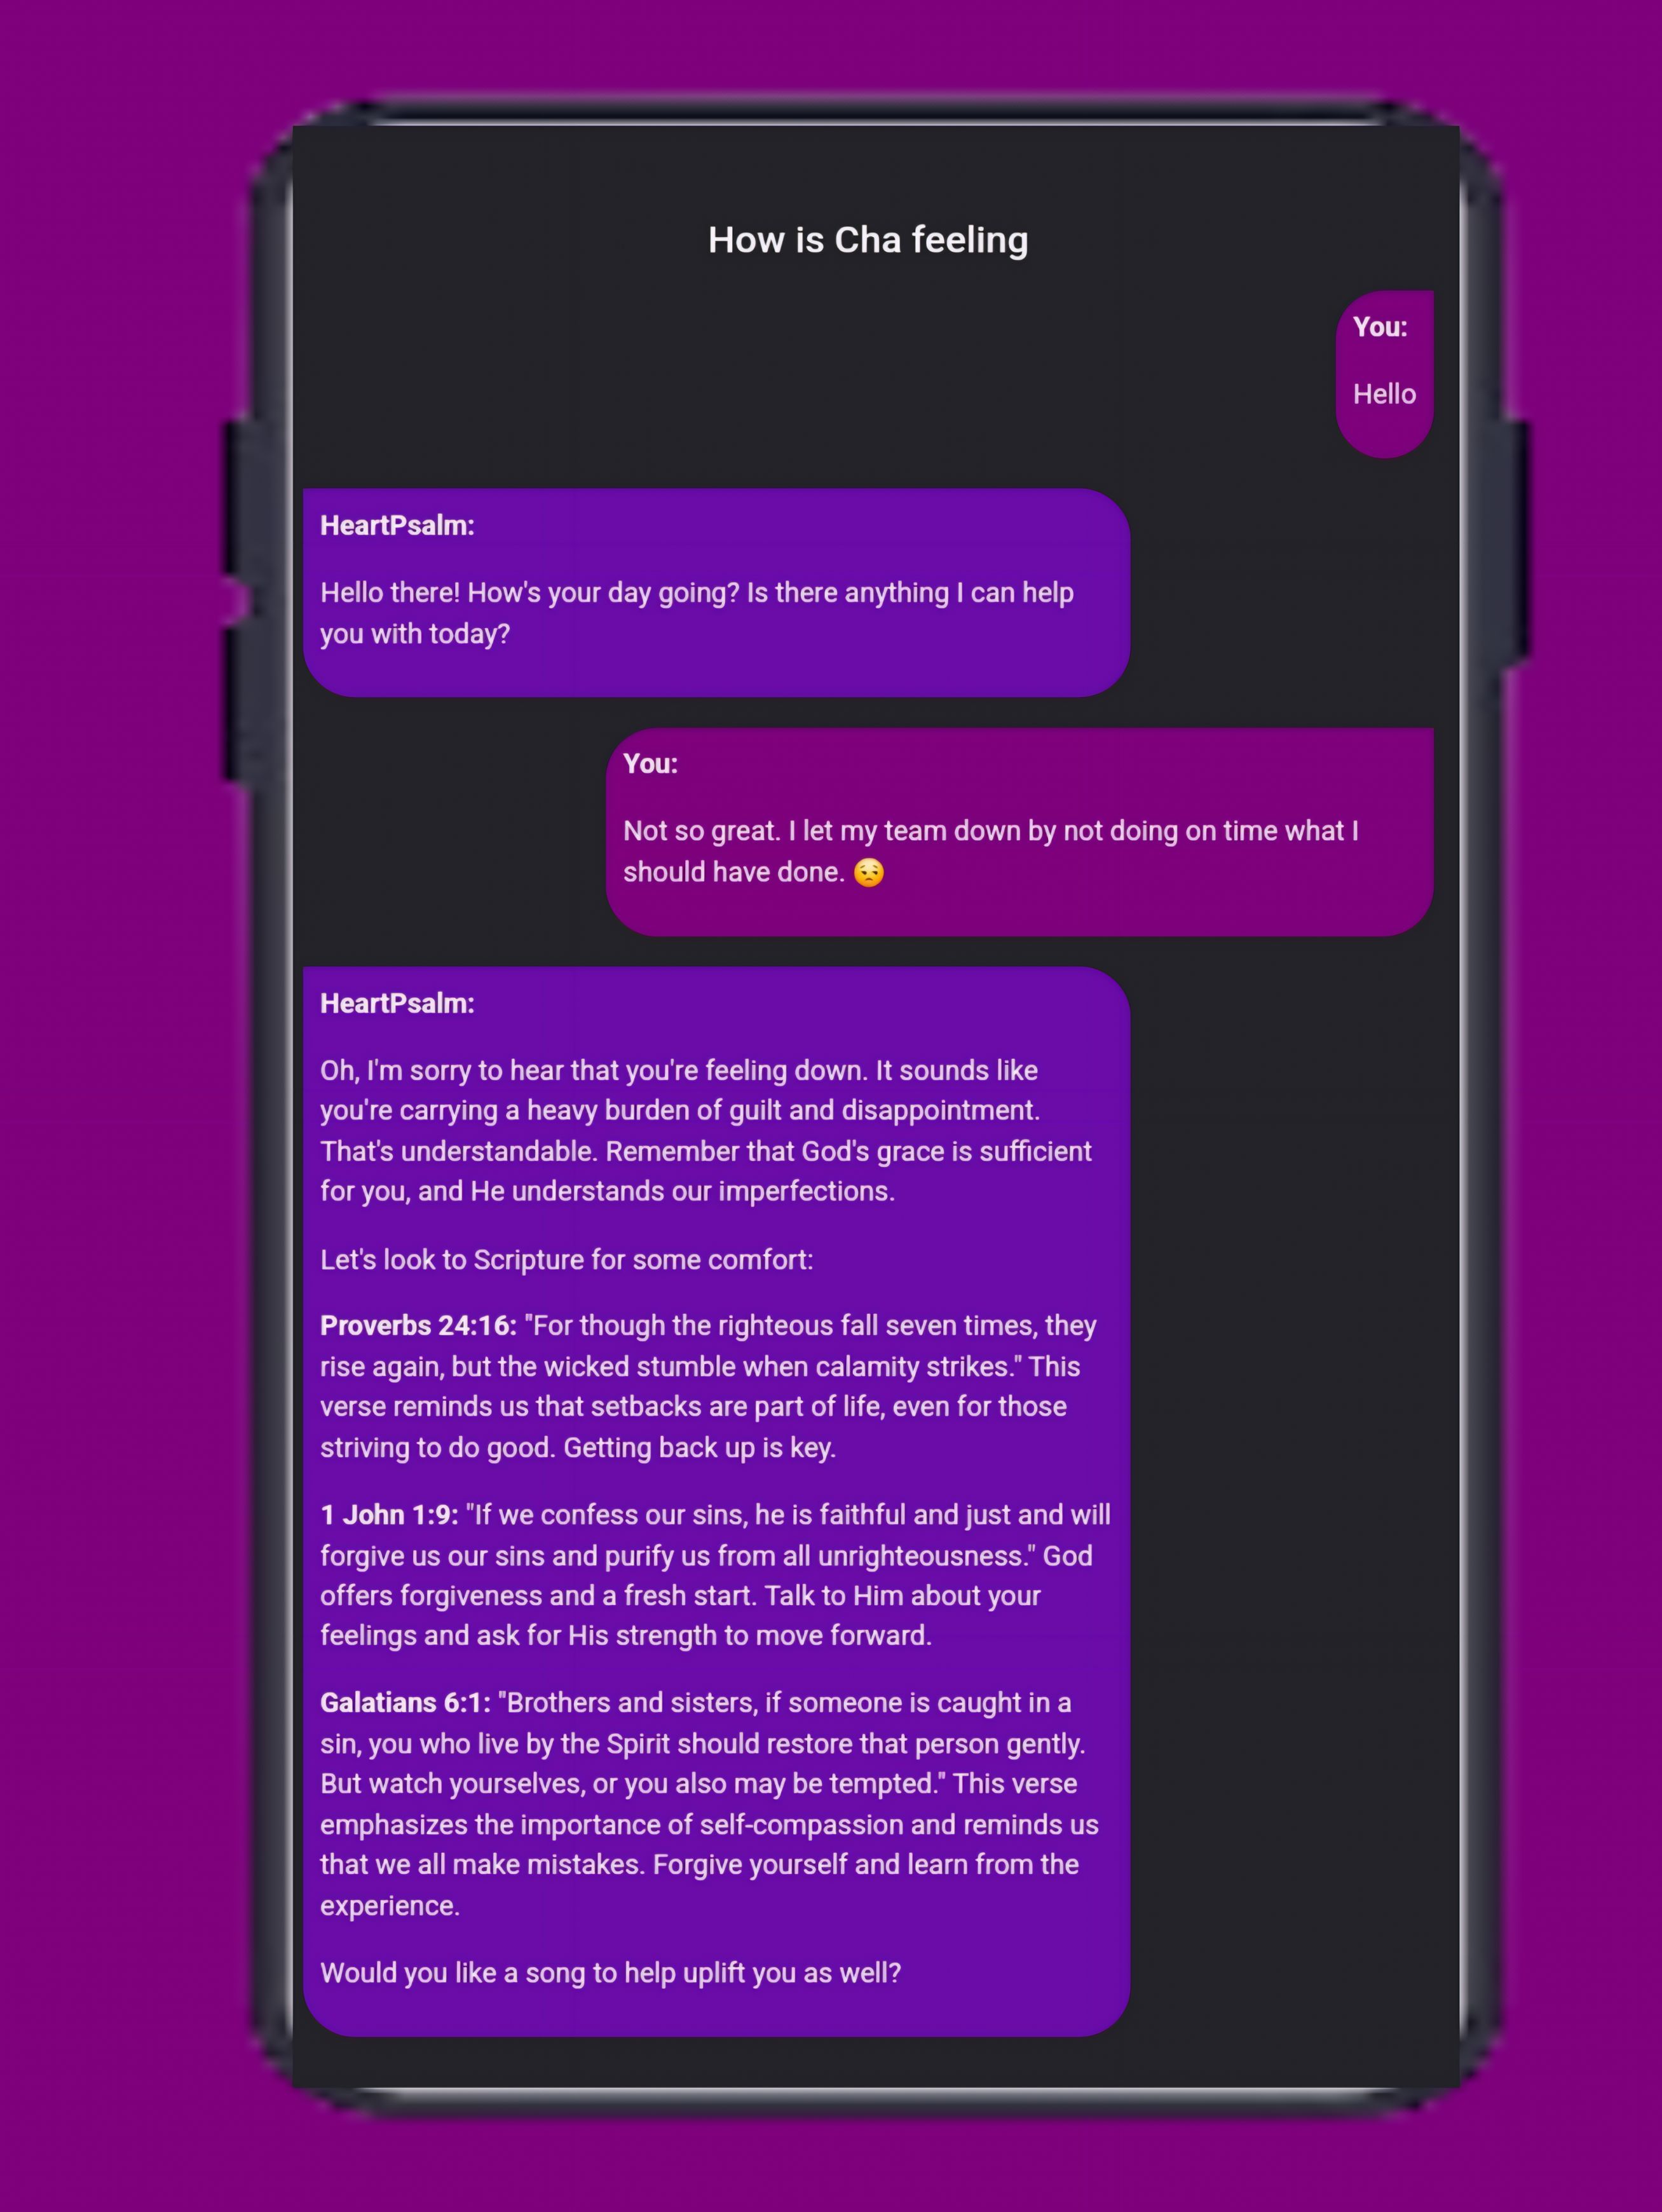 How is Cha feeling
You:
Hello
HeartPsalm:
Hello there! How's your day going? Is there anything I can help
you with today?
You:
Not so great. I let my team down by not doing on time what I
should have done. 😒
HeartPsalm:
Oh, I'm sorry to hear that you're feeling down. It sounds like
you're carrying a heavy burden of guilt and disappointment.
That's understandable. Remember that God's grace is sufficient
for you, and He understands our imperfections.
Let's look to Scripture for some comfort:
Proverbs 24:16: "For though the righteous fall seven times, they
rise again, but the wicked stumble when calamity strikes." This
verse reminds us that setbacks are part of life, even for those
striving to do good. Getting back up is key.
1 John 1:9: "If we confess our sins, he is faithful and just and will
forgive us our sins and purify us from all unrighteousness." God
offers forgiveness and a fresh start. Talk to Him about your
feelings and ask for His strength to move forward.
Galatians 6:1: "Brothers and sisters, if someone is caught in a
sin, you who live by the Spirit should restore that person gently.
But watch yourselves, or you also may be tempted." This verse
emphasizes the importance of self-compassion and reminds us
that we all make mistakes. Forgive yourself and learn from the
experience.
Would you like a song to help uplift you as well?